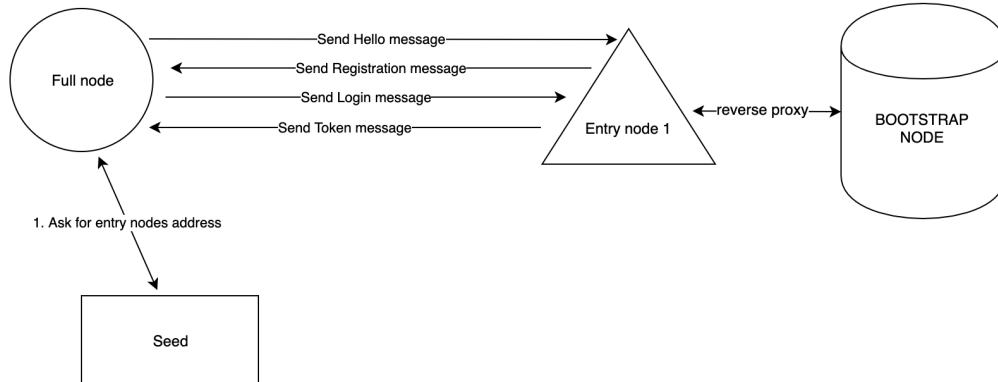 Send Hello message
Send Registration message
Full node
Send Login message
Send Token message
Entry node 1
reverse proxy
BOOTSTRAP
NODE
1. Ask for entry nodes address
Seed